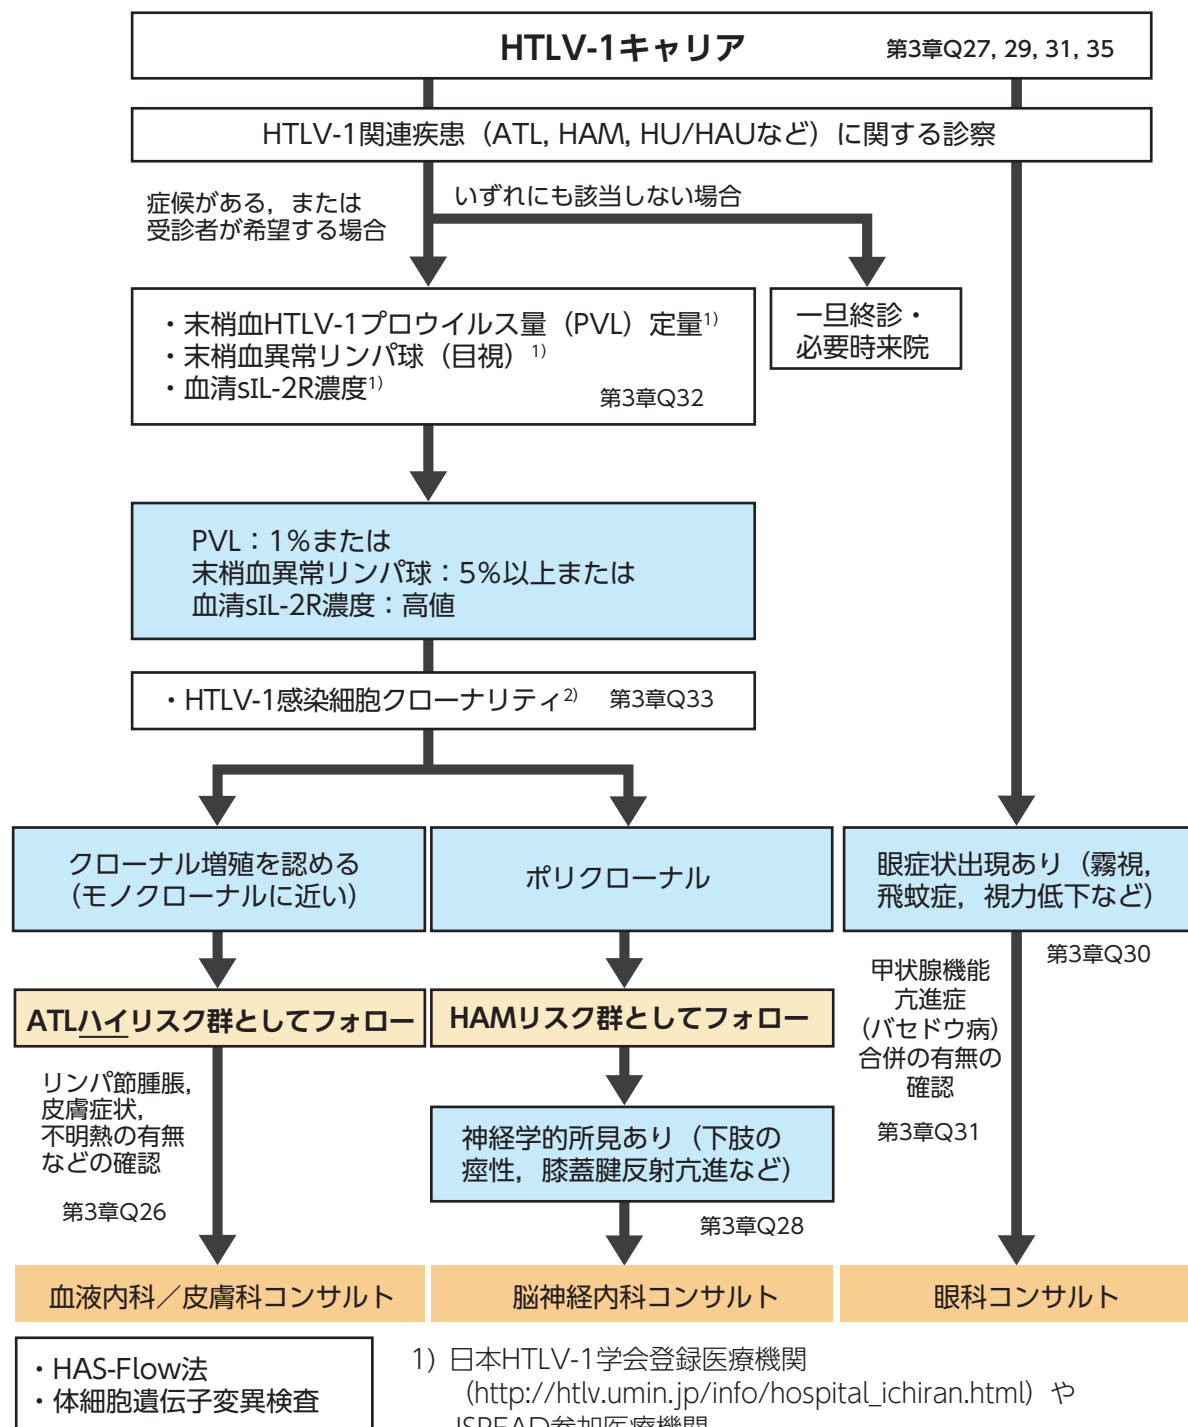 HTLV-1キャリア 第3章Q27, 29, 31, 35
HTLV-1関連疾患（ATL, HAM, HU/HAUなど）に関する診察
症候がある，または
受診者が希望する場合
いずれにも該当しない場合
・末梢血HTLV-1プロウイルス量（PVL）定量1)
・末梢血異常リンパ球（目視）1)
・血清sIL-2R濃度1)
第3章Q32
一旦終診・
必要時来院
PVL：1%または
末梢血異常リンパ球：5%以上または
血清sIL-2R濃度：高値
・HTLV-1感染細胞クローナリティ2) 第3章Q33
クローナル増殖を認める
（モノクローナルに近い）
ポリクローナル
眼症状出現あり（霧視，
飛蚊症，視力低下など）
第3章Q30
甲状腺機能
亢進症
（バセドウ病）
合併の有無の
確認
第3章Q31
ATLハイリスク群としてフォロー
HAMリスク群としてフォロー
リンパ節腫脹，
皮膚症状，
不明熱の有無
などの確認
第3章Q26
神経学的所見あり（下肢の
痙性，膝蓋腱反射亢進など）
第3章Q28
血液内科／皮膚科コンサルト
脳神経内科コンサルト
眼科コンサルト
・HAS-Flow法
・体細胞遺伝子変異検査
1) 日本HTLV-1学会登録医療機関
（http://htlv.umin.jp/info/hospital_ichiran.html）や
JSPFAD参加医療機関